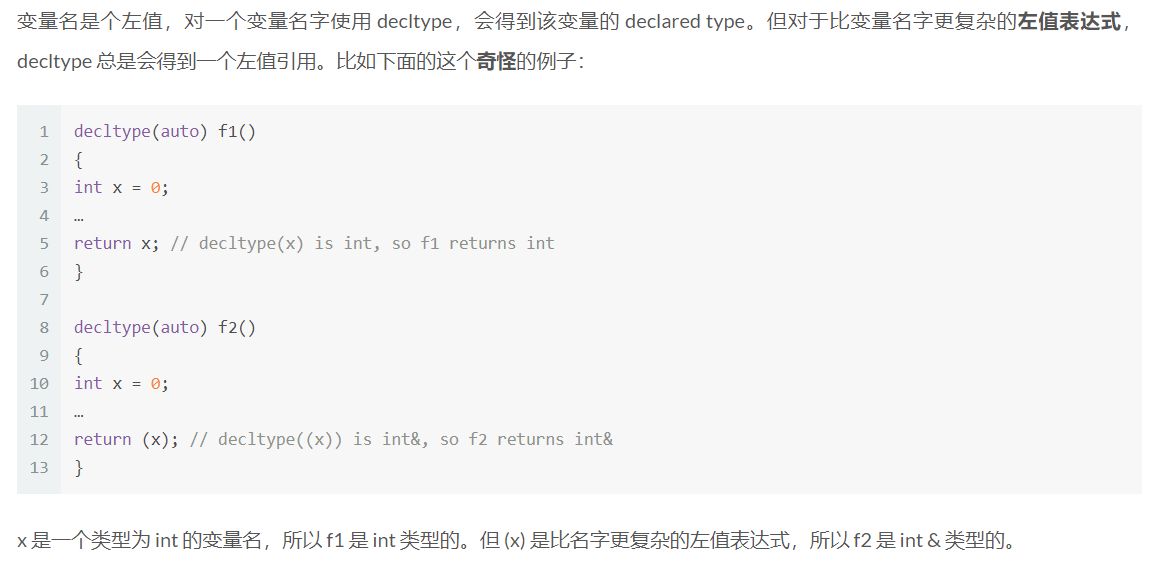 变量名是个左值，对一个变量名字使用 decltype，会得到该变量的 declared type。但对于比变量名字更复杂的左值表达式，
decltype 总是会得到一个左值引用。比如下面的这个奇怪的例子：
1 decltype(auto) f1()
2 {
3 int x = 0;
4 …
5 return x; // decltype(x) is int, so f1 returns int
6 }
7
8 decltype(auto) f2()
9 {
10 int x = 0;
11 …
12 return (x); // decltype((x)) is int&, so f2 returns int&
13 }
x 是一个类型为 int 的变量名，所以 f1 是 int 类型的。但 (x) 是比名字更复杂的左值表达式，所以 f2 是 int & 类型的。